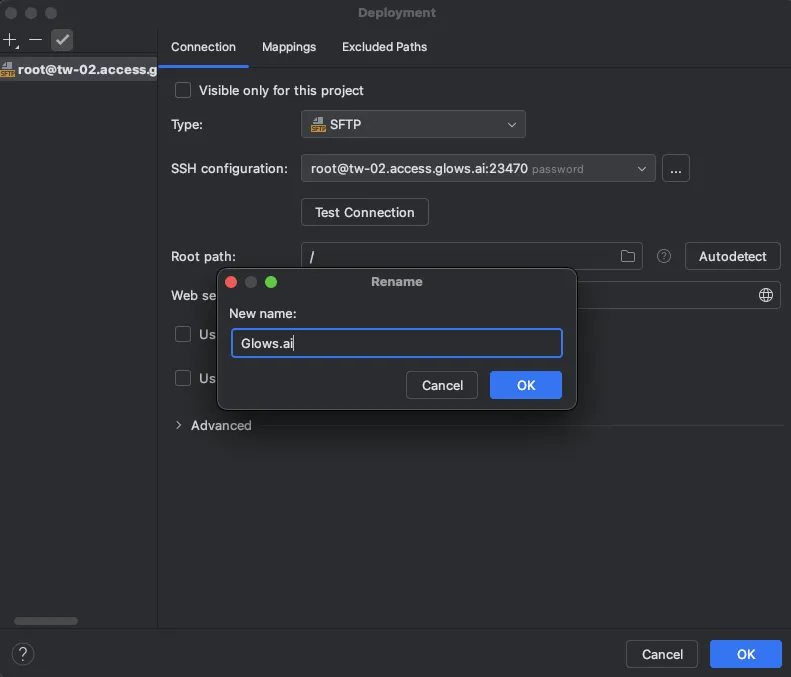 Deployment
root@tw-02.access.g
Connection
Mappings
Excluded Paths
Visible only for this project
Type:
SFTP
SSH configuration:
root@tw-02.access.glows.ai:23470 password
...
Test Connection
Root path:
/
Autodetect
Web se
Us
Us
Rename
New name:
Glows.ai
Cancel
OK
Advanced
?
Cancel
OK